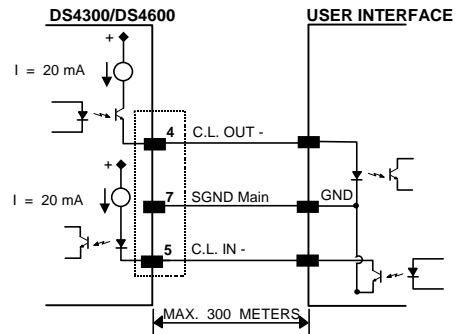 DS4300/DS4600 USER INTERFACE
+
I = 20 mA
4 C.L. OUT -
+
I = 20 mA
7 SGND Main GND
5 C.L. IN -
MAX. 300 METERS